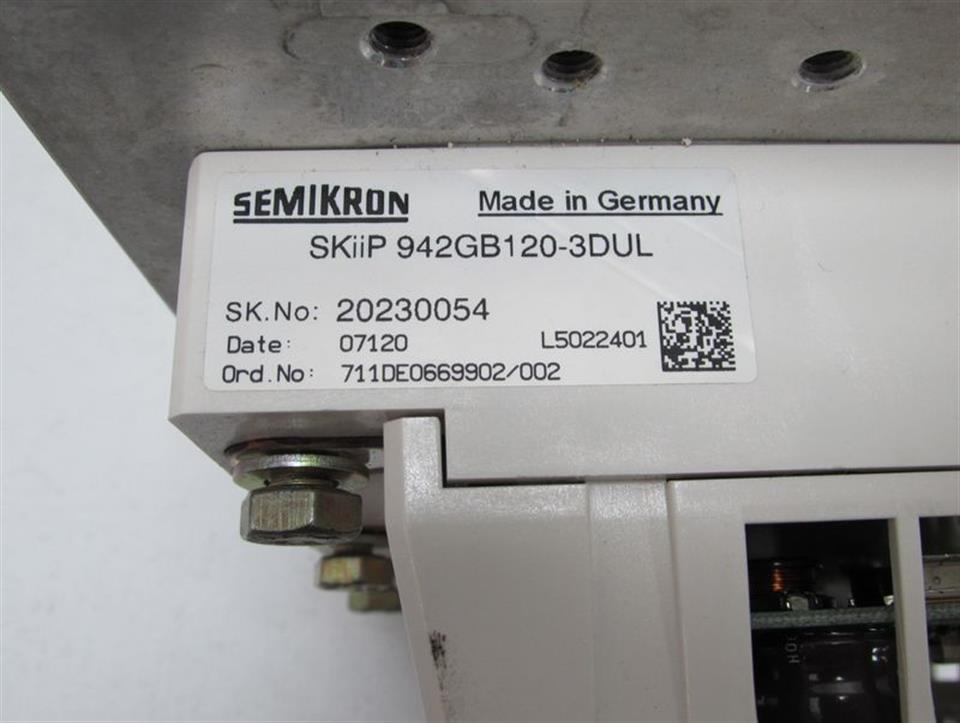 SEMIKRON Made in Germany
SKiiP 942GB120-3DUL
SK.No: 20230054
Date: 07120 L5022401
Ord.No: 711DE0669902/002